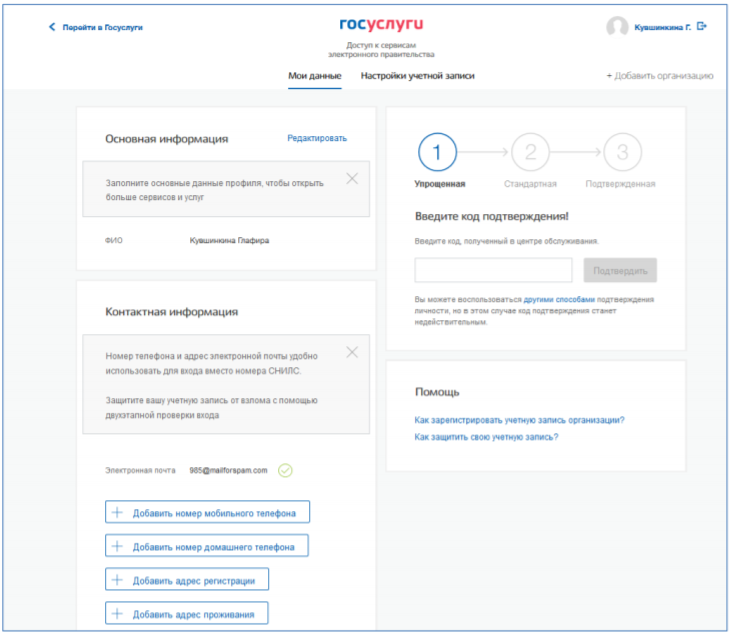 Перейти в Госуслуги
госуслуги
Кувшинкина Г.
Доступ к сервисам
электронного правительства
Мои данные
Настройки учетной записи
+ Добавить организацию
Основная информация
Редактировать
Заполните основные данные профиля, чтобы открыть
больше сервисов и услуг
ФИО
Кувшинкина Глафира
Контактная информация
Номер телефона и адрес электронной почты удобно
использовать для входа вместо номера СНИЛС.
Защитите вашу учетную запись от взлома с помощью
двухэтапной проверки входа
Электронная почта
985@mailforspam.com
Добавить номер мобильного телефона
Добавить номер домашнего телефона
Добавить адрес регистрации
Добавить адрес проживания
1
2
3
Упрощенная
Стандартная
Подтвержденная
Введите код подтверждения!
Введите код, полученный в центре обслуживания.
Подтвердить
Вы можете воспользоваться другими способами подтверждения
личности, но в этом случае код подтверждения станет
недействительным.
Помощь
Как зарегистрировать учетную запись организации?
Как защитить свою учетную запись?